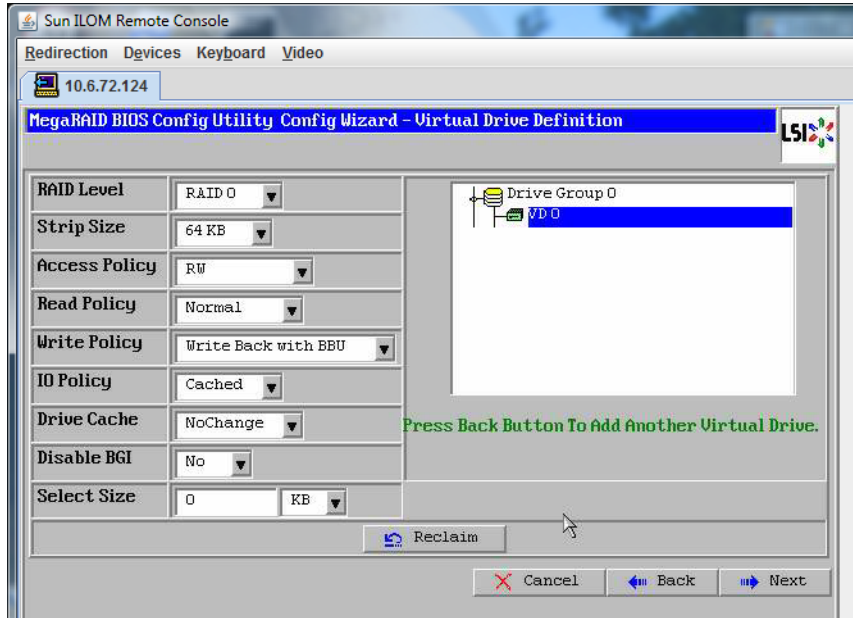 Sun ILOM Remote Console
Redirection Devices Keyboard Video
10.6.72.124
MegaRAID BIOS Config Utility Config Wizard - Virtual Drive Definition
LSI
RAID Level RAID 0
Strip Size 64 KB
Access Policy RW
Read Policy Normal
Write Policy Write Back with BBU
IO Policy Cached
Drive Cache NoChange
Disable BGI No
Select Size 0 KB
Drive Group 0
VD 0
Press Back Button To Add Another Virtual Drive.
Reclaim
Cancel Back Next